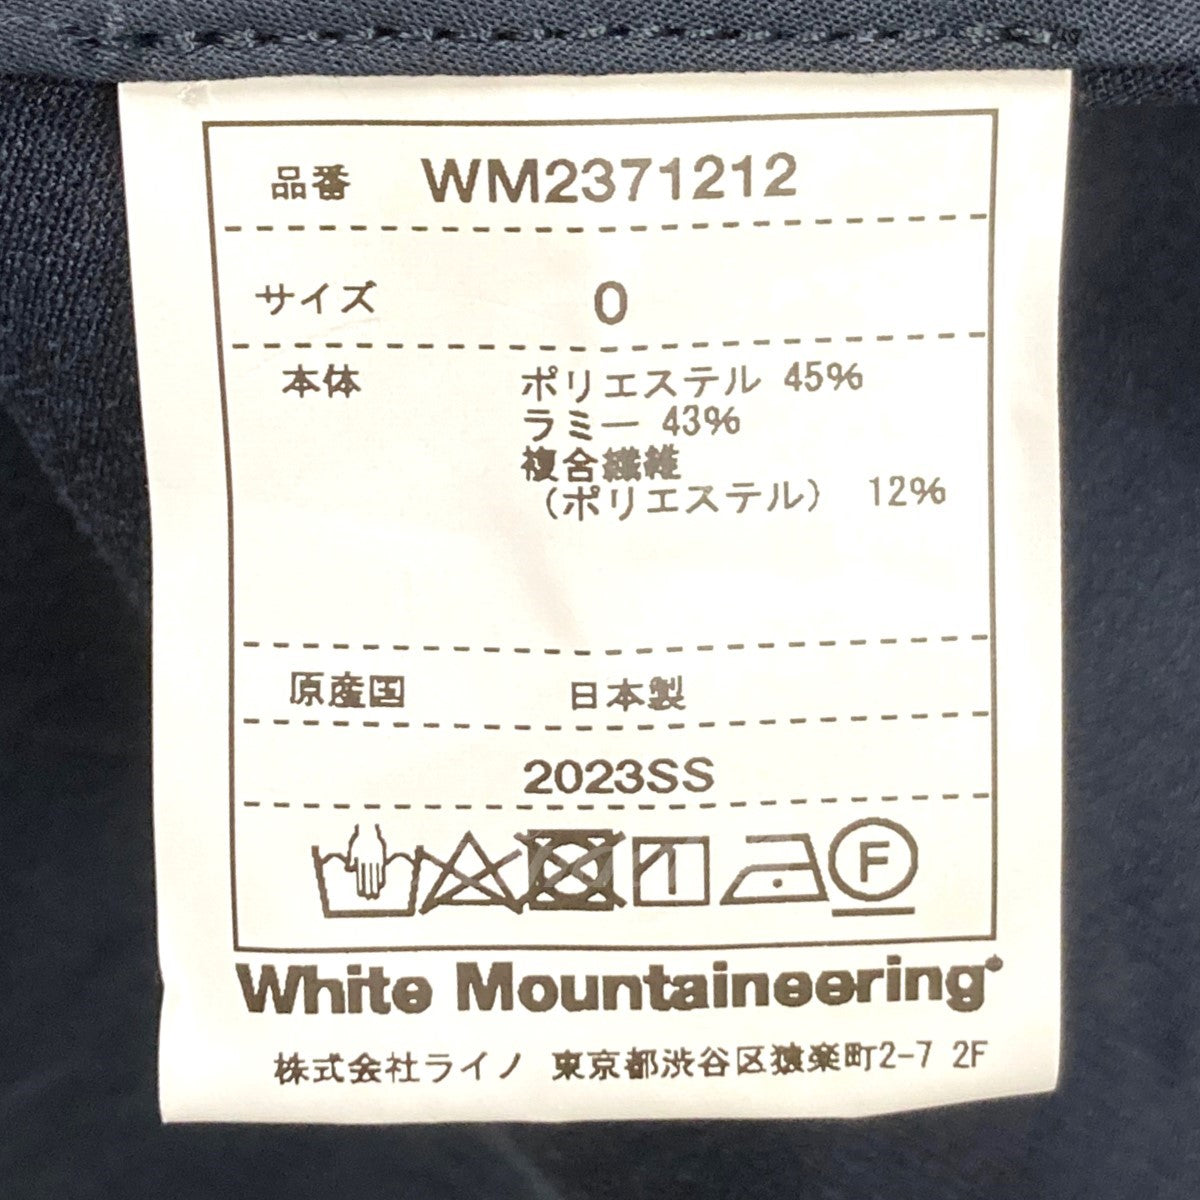 品番 WM2371212
サイズ 0
本体 ポリエステル 45%
ラミー 43%
複合繊維
(ポリエステル) 12%
原産国 日本製
2023SS
F
White Mountaineering
株式会社ライノ 東京都渋谷区猿楽町2-7 2F